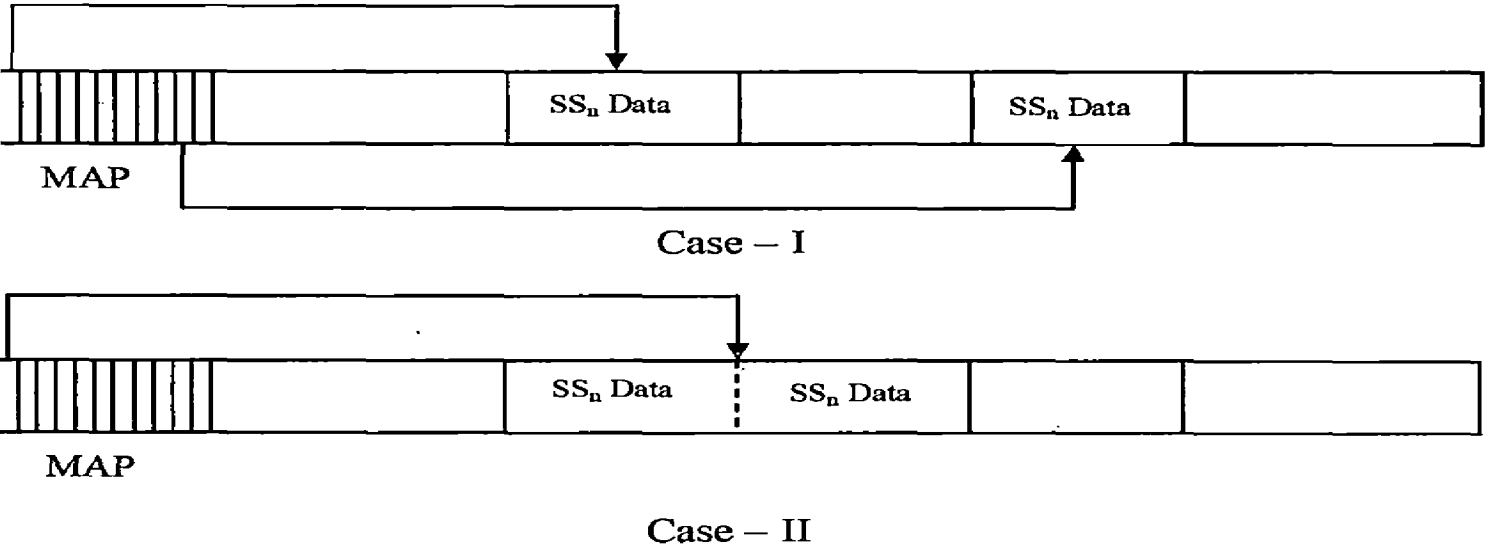 SSₙ Data SSₙ Data
MAP
Case – I
SSₙ Data SSₙ Data
MAP
Case – II